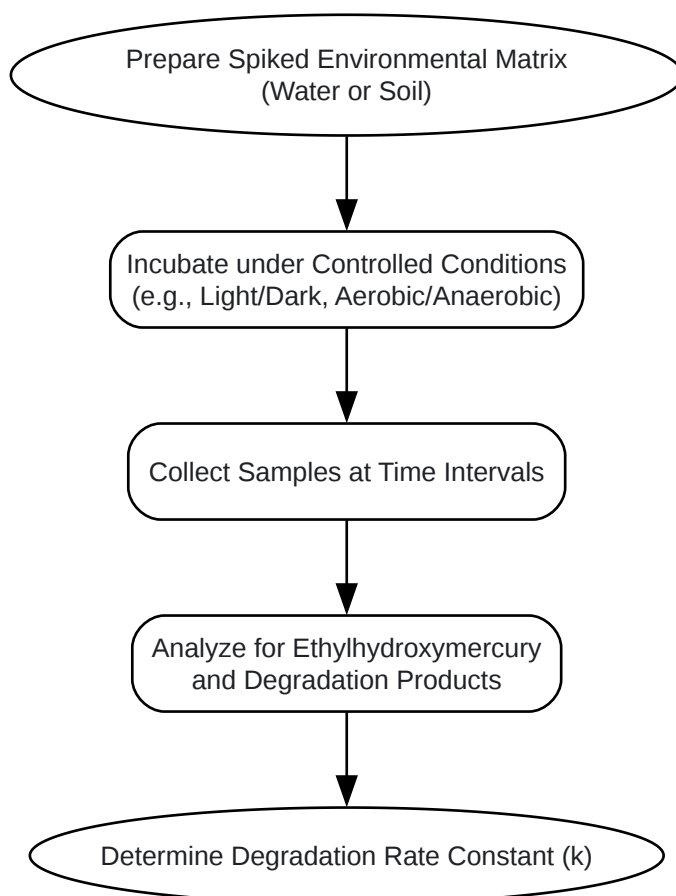 Prepare Spiked Environmental Matrix
(Water or Soil)
Incubate under Controlled Conditions
(e.g., Light/Dark, Aerobic/Anaerobic)
Collect Samples at Time Intervals
Analyze for Ethylhydroxymercury
and Degradation Products
Determine Degradation Rate Constant (k)